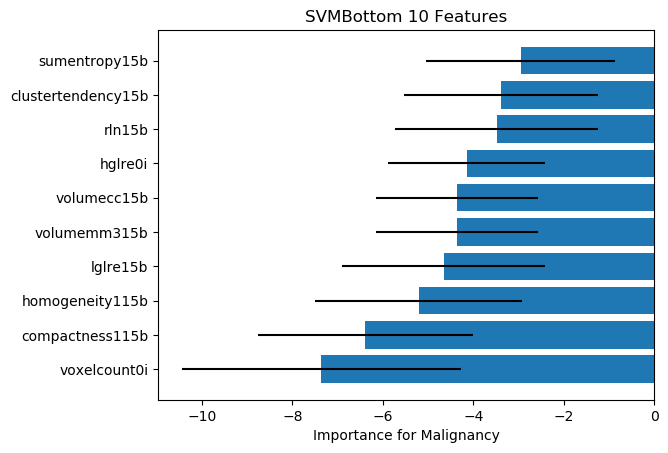 SVMBottom 10 Features
sumentropy15b
clustertendency15b
rln15b
hglre0i
volumecc15b
volumemm315b
lglre15b
homogeneity115b
compactness115b
voxelcount0i
−10 −8 −6 −4 −2 0
Importance for Malignancy